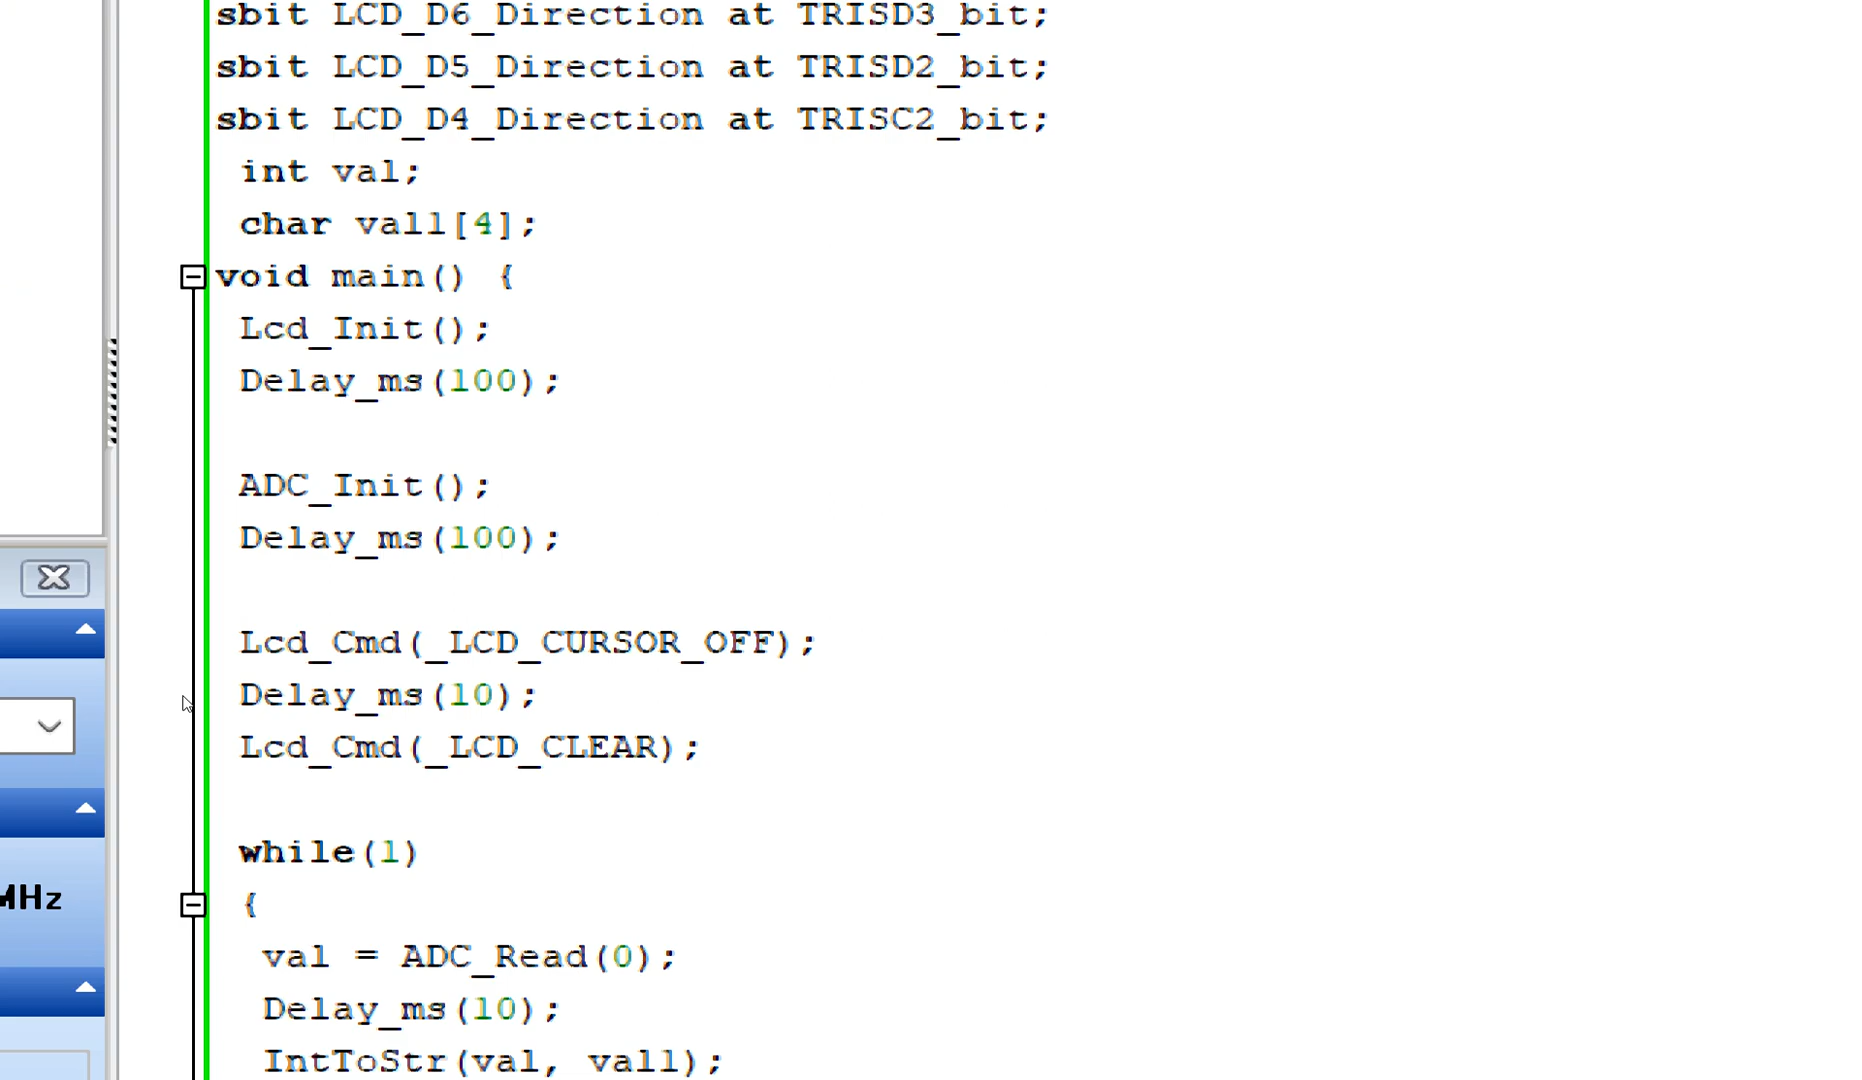 sbit LCD_D6_Direction at TRISD3_bit;
sbit LCD_D5_Direction at TRISD2_bit;
sbit LCD_D4_Direction at TRISC2_bit;
int val;
char vall[4];
void main() {
Lcd_Init();
Delay_ms(100);
ADC_Init();
Delay_ms(100);
Lcd_Cmd(_LCD_CURSOR_OFF);
Delay_ms(10);
Lcd_Cmd(_LCD_CLEAR);
while(1)
MHz
{
val = ADC_Read(0);
Delay_ms(10);
IntToStr(val, vall);